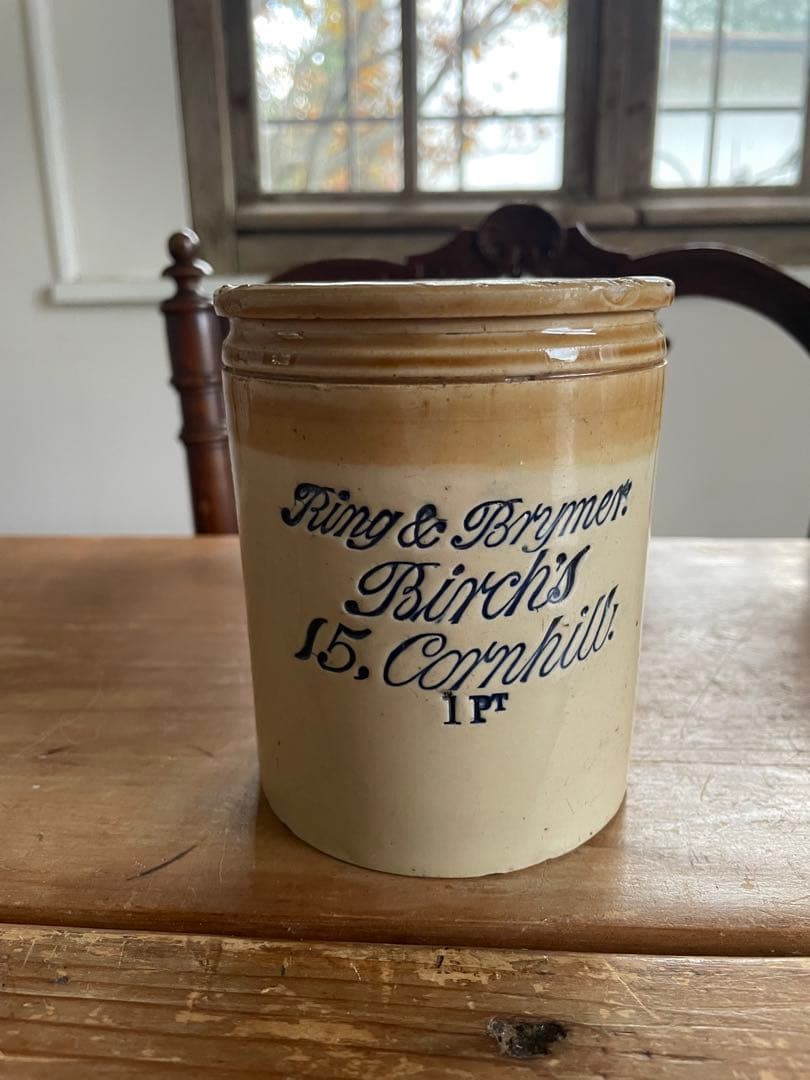 Ring & Brymer.
Birch's
15, Cornhill.
1 PT